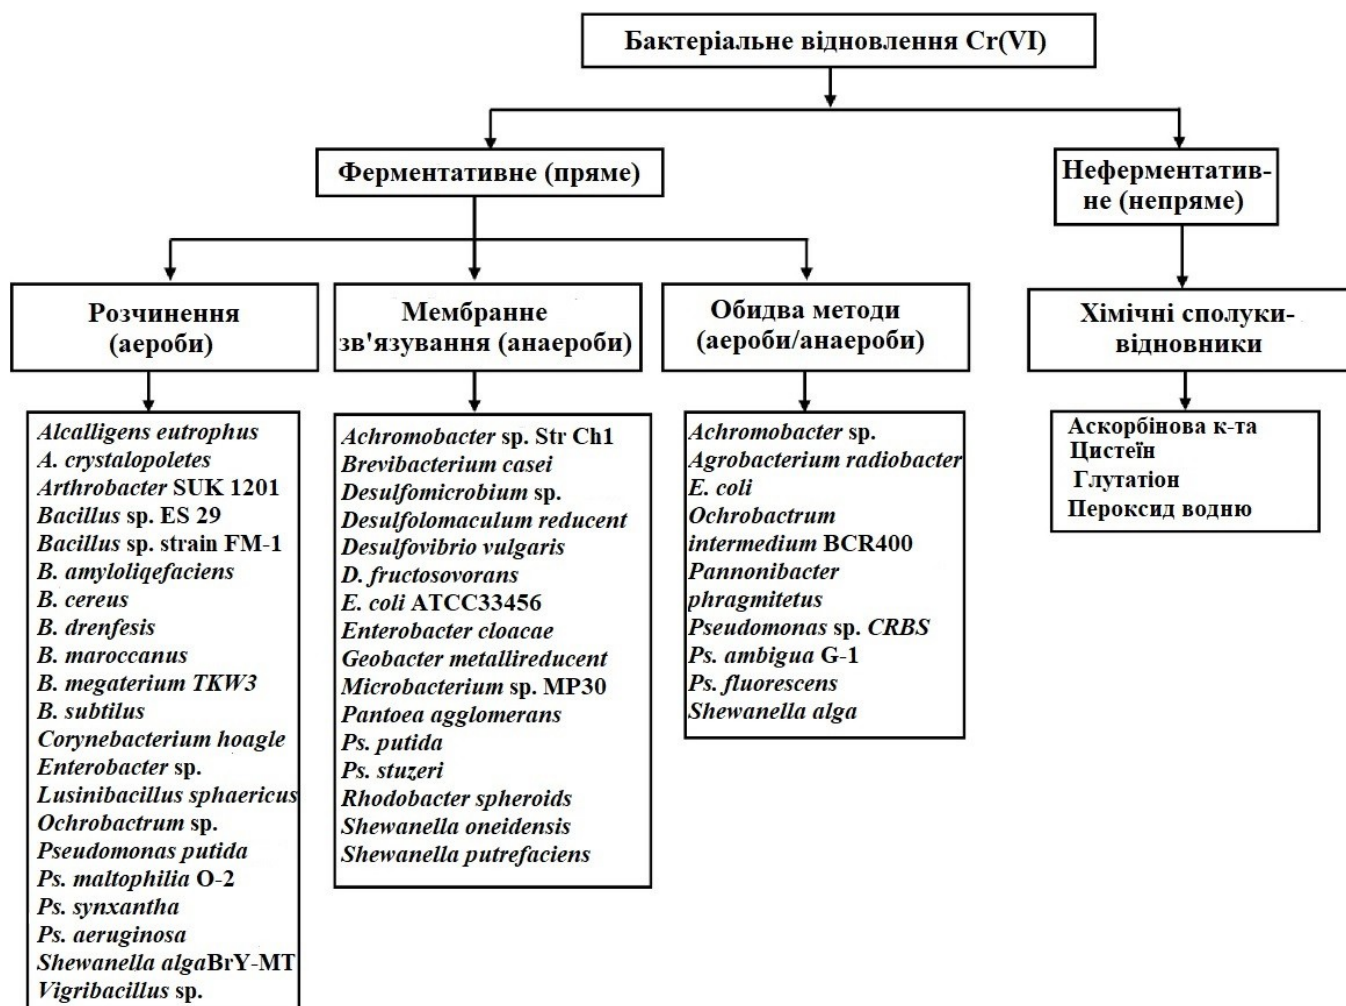 Бактеріальне відновлення Cr(VI)
Ферментативне (пряме)
Неферментатив-
не (непряме)
Розчинення
(аероби)
Мембранне
зв'язування (анаероби)
Обидва методи
(аероби/анаероби)
Хімічні сполуки-
відновники
Alcalligens eutrophus
A. crystalopoletes
Arthrobacter SUK 1201
Bacillus sp. ES 29
Bacillus sp. strain FM-1
B. amyloliqefaciens
B. cereus
B. drenfesis
B. maroccanus
B. megaterium TKW3
B. subtilus
Corynebacterium hoagle
Enterobacter sp.
Lusinibacillus sphaericus
Ochrobactrum sp.
Pseudomonas putida
Ps. maltophilia O-2
Ps. synxantha
Ps. aeruginosa
Shewanella algaBrY-MT
Vigribacillus sp.
Achromobacter sp. Str Ch1
Brevibacterium casei
Desulfomicrobium sp.
Desulfolomaculum reducent
Desulfovibrio vulgaris
D. fructosovorans
E. coli ATCC33456
Enterobacter cloacae
Geobacter metallireducent
Microbacterium sp. MP30
Pantoea agglomerans
Ps. putida
Ps. stuzeri
Rhodobacter spheroids
Shewanella oneidensis
Shewanella putrefaciens
Achromobacter sp.
Agrobacterium radiobacter
E. coli
Ochrobactrum
intermedium BCR400
Pannonibacter
phragmitetus
Pseudomonas sp. CRBS
Ps. ambigua G-1
Ps. fluorescens
Shewanella alga
Аскорбінова к-та
Цистеїн
Глутатіон
Пероксид водню